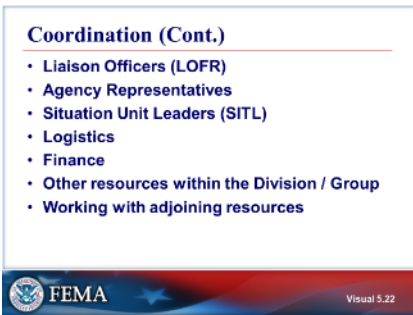 Coordination (Cont.)
• Liaison Officers (LOFR)
• Agency Representatives
• Situation Unit Leaders (SITL)
• Logistics
• Finance
• Other resources within the Division / Group
• Working with adjoining resources
FEMA
Visual 5.22